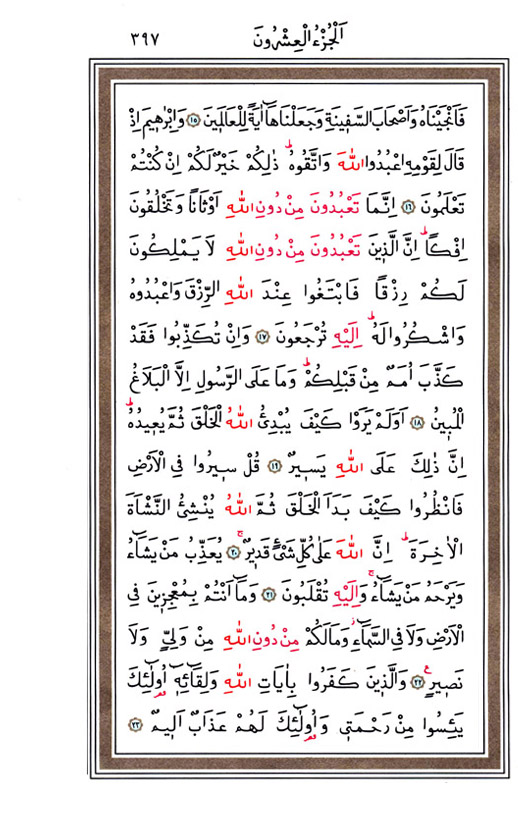 اَلْجُزْءُ الْعِشْرُونَ ٣٩٧
فَاَنْجَيْنَاهُ وَاَصْحَابَ السَّفٖينَةِ وَجَعَلْنَاهَٓا اٰيَةً لِلْعَالَمٖينَ ﴿١٥﴾ وَاِبْرٰهٖيمَ اِذْ
قَالَ لِقَوْمِهِ اعْبُدُوا اللّٰهَ وَاتَّقُوهُۜ ذٰلِكُمْ خَيْرٌ لَكُمْ اِنْ كُنْتُمْ
تَعْلَمُونَ ﴿١٦﴾ اِنَّمَا تَعْبُدُونَ مِنْ دُونِ اللّٰهِ اَوْثَانًا وَتَخْلُقُونَ
اِفْكًاۜ اِنَّ الَّذٖينَ تَعْبُدُونَ مِنْ دُونِ اللّٰهِ لَا يَمْلِكُونَ
لَكُمْ رِزْقًا فَابْتَغُوا عِنْدَ اللّٰهِ الرِّزْقَ وَاعْبُدُوهُ
وَاشْكُرُوا لَهُۜ اِلَيْهِ تُرْجَعُونَ ﴿١٧﴾ وَاِنْ تُكَذِّبُوا فَقَدْ
كَذَّبَ اُمَمٌ مِنْ قَبْلِكُمْۜ وَمَا عَلَى الرَّسُولِ اِلَّا الْبَلَاغُ
الْمُبٖينُ ﴿١٨﴾ اَوَلَمْ يَرَوْا كَيْفَ يُبْدِئُ اللّٰهُ الْخَلْقَ ثُمَّ يُعٖيدُهُۜ
اِنَّ ذٰلِكَ عَلَى اللّٰهِ يَسٖيرٌ ﴿١٩﴾ قُلْ سٖيرُوا فِي الْاَرْضِ
فَانْظُرُوا كَيْفَ بَدَاَ الْخَلْقَ ثُمَّ اللّٰهُ يُنْشِئُ النَّشْاَةَ
الْاٰخِرَةَۜ اِنَّ اللّٰهَ عَلٰى كُلِّ شَيْءٍ قَدٖيرٌۚ ﴿٢٠﴾ يُعَذِّبُ مَنْ يَشَٓاءُ
وَيَرْحَمُ مَنْ يَشَٓاءُۚ وَاِلَيْهِ تُقْلَبُونَ ﴿٢١﴾ وَمَٓا اَنْتُمْ بِمُعْجِزٖينَ فِي
الْاَرْضِ وَلَا فِي السَّمَٓاءِۘ وَمَا لَكُمْ مِنْ دُونِ اللّٰهِ مِنْ وَلِيٍّ وَلَا
نَصٖيرٍࣖ ﴿٢٢﴾ وَالَّذٖينَ كَفَرُوا بِاٰيَاتِ اللّٰهِ وَلِقَٓائِهٖٓ اُو۬لٰٓئِكَ
يَئِسُوا مِنْ رَحْمَتٖي وَاُو۬لٰٓئِكَ لَهُمْ عَذَابٌ اَلٖيمٌ ﴿٢٣﴾